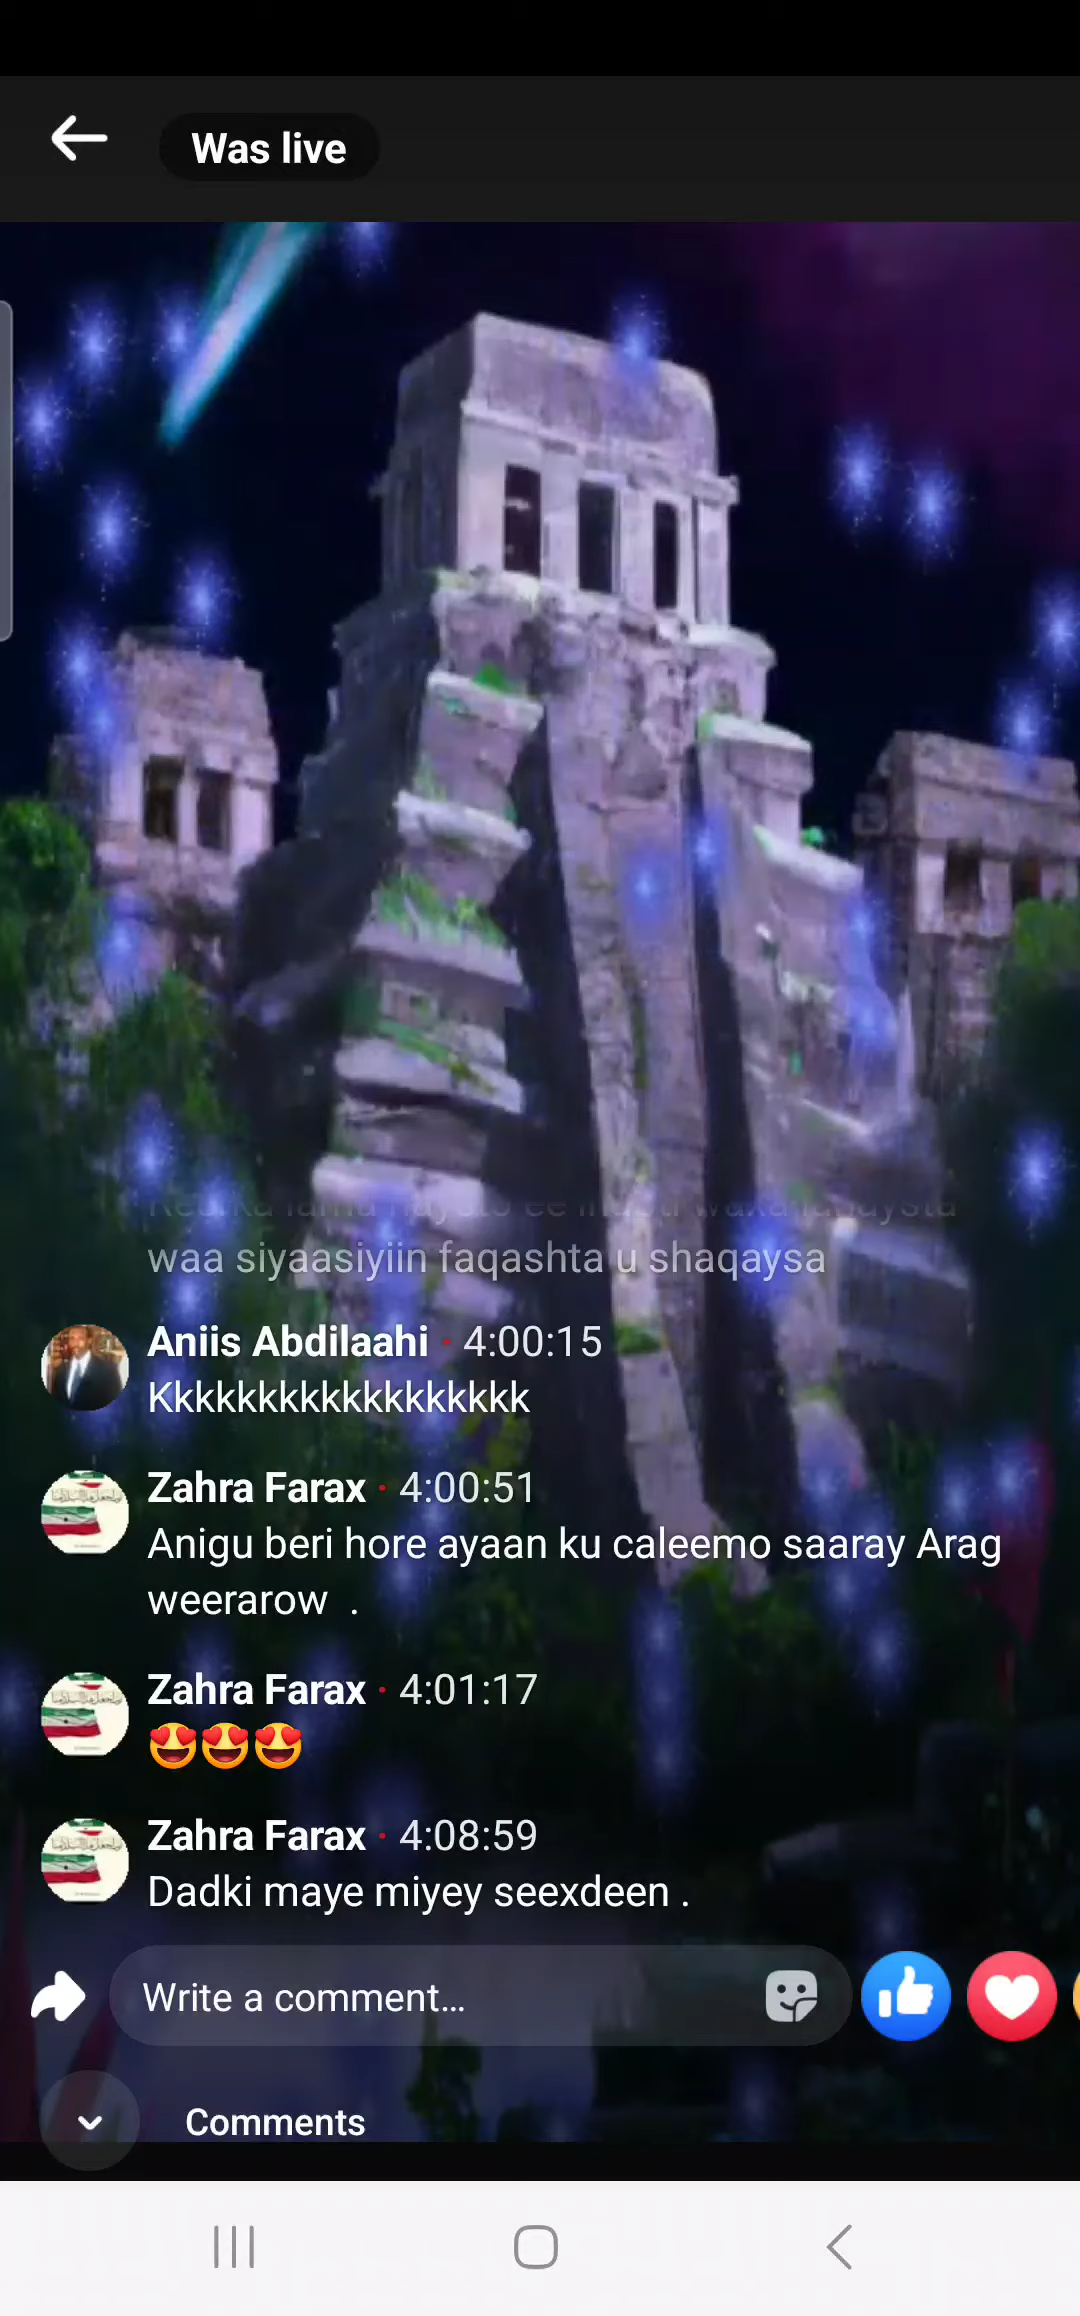 Was live
waa siyaasiyiin faqashta u shaqaysa
Aniis Abdilaahi · 4:00:15
Kkkkkkkkkkkkkkkkkk
Zahra Farax · 4:00:51
Anigu beri hore ayaan ku caleemo saaray Arag
weerarow .
Zahra Farax · 4:01:17
😍😍😍
Zahra Farax · 4:08:59
Dadki maye miyey seexdeen .
Write a comment...
Comments